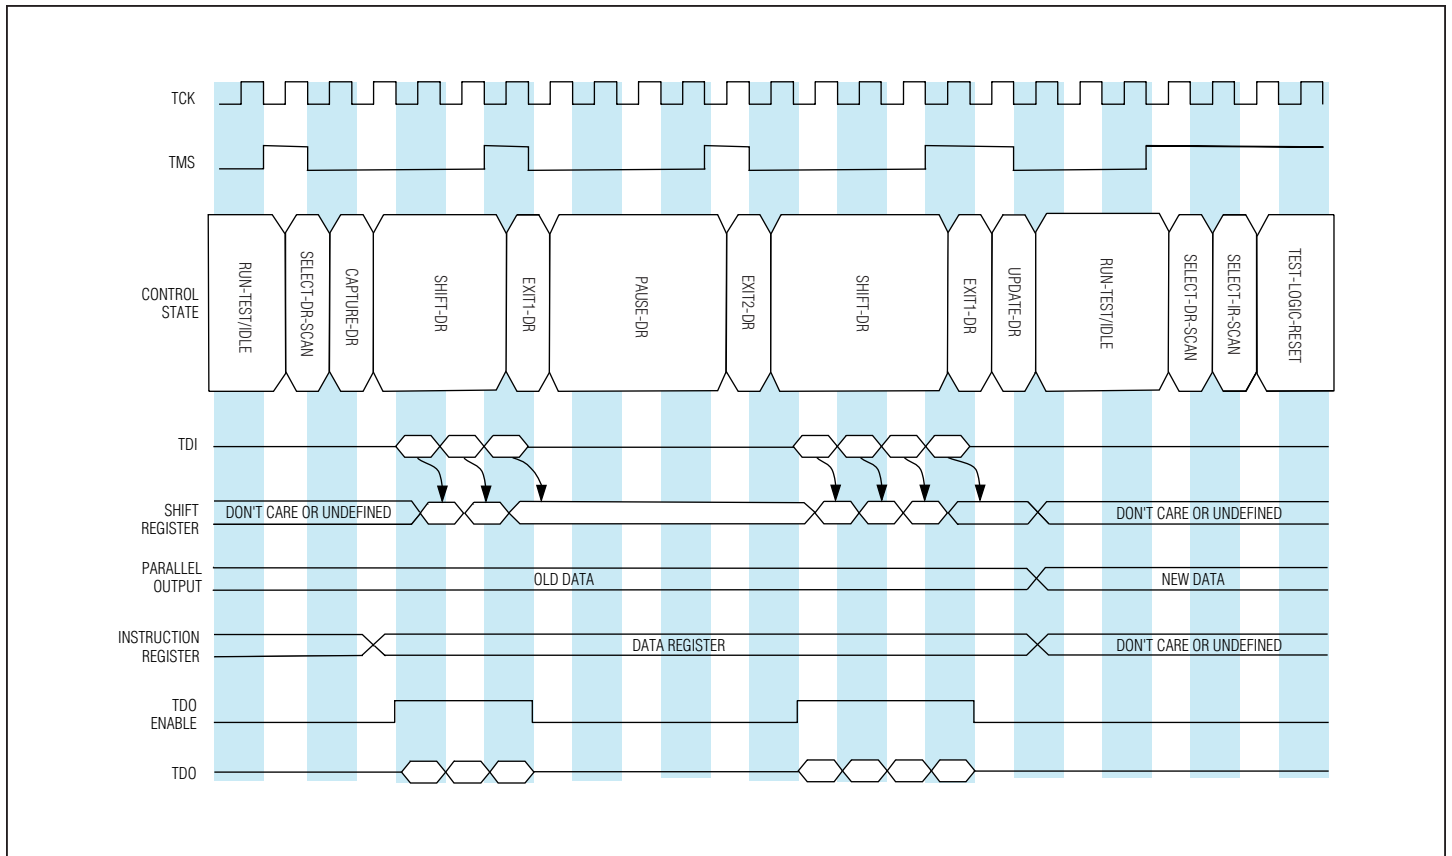 TCK
TMS
CONTROL
STATE
RUN-TEST/IDLE
SELECT-DR-SCAN
CAPTURE-DR
SHIFT-DR
EXIT1-DR
PAUSE-DR
EXIT2-DR
SHIFT-DR
EXIT1-DR
UPDATE-DR
RUN-TEST/IDLE
SELECT-DR-SCAN
SELECT-IR-SCAN
TEST-LOGIC-RESET
TDI
SHIFT
REGISTER
DON'T CARE OR UNDEFINED
DON'T CARE OR UNDEFINED
PARALLEL
OUTPUT
OLD DATA
NEW DATA
INSTRUCTION
REGISTER
DATA REGISTER
DON'T CARE OR UNDEFINED
TDO
ENABLE
TDO